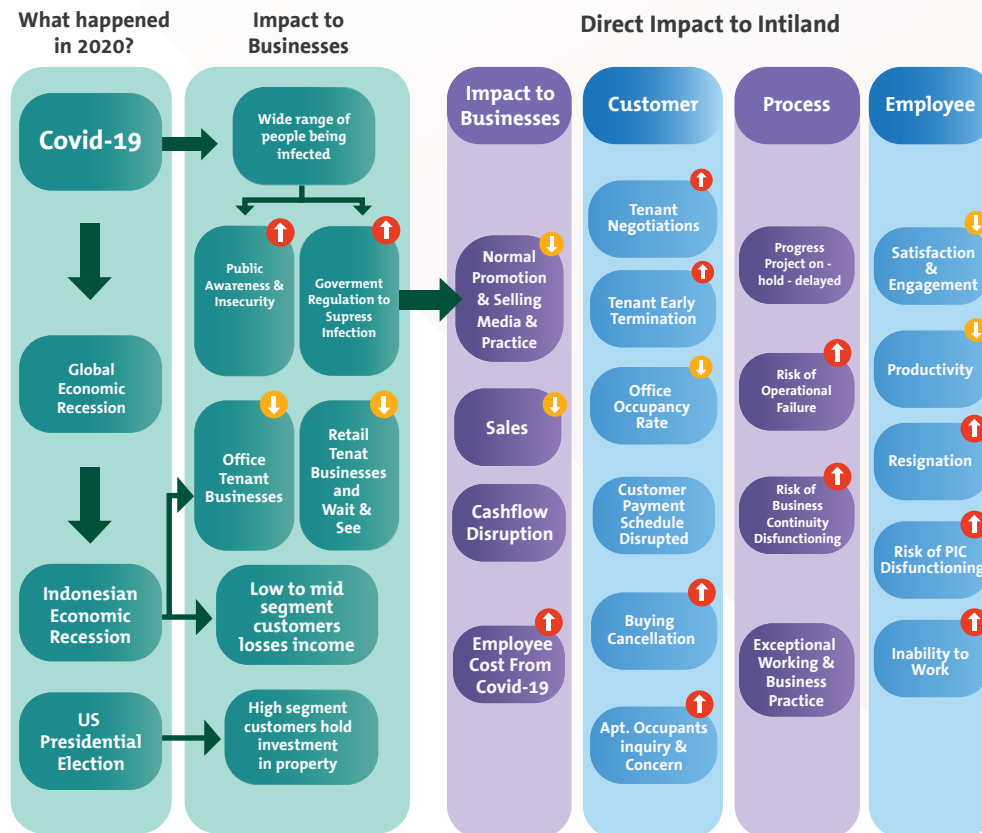 What happened
in 2020?
Impact to
Businesses
Direct Impact to Intiland
Covid-19
Global
Economic
Recession
Indonesian
Economic
Recession
US
Presidential
Election
Wide range of
people being
infected
Public
Awareness &
Insecurity
Goverment
Regulation to
Supress
Infection
Office
Tenant
Businesses
Retail
Tenat
Businesses
and
Wait &
See
Low to mid
segment
customers
losses income
High segment
customers hold
investment
in property
Impact to
Businesses
Normal
Promotion
& Selling
Media &
Practice
Sales
Cashflow
Disruption
Employee
Cost From
Covid-19
Customer
Tenant
Negotiations
Tenant Early
Termination
Office
Occupancy
Rate
Customer
Payment
Schedule
Disrupted
Buying
Cancellation
Apt. Occupants
inquiry &
Concern
Process
Progress
Project on -
hold - delayed
Risk of
Operational
Failure
Risk of
Business
Continuity
Disfunctioning
Exceptional
Working &
Business
Practice
Employee
Satisfaction
&
Engagement
Productivity
Resignation
Risk of PIC
Disfunctioning
Inability to
Work